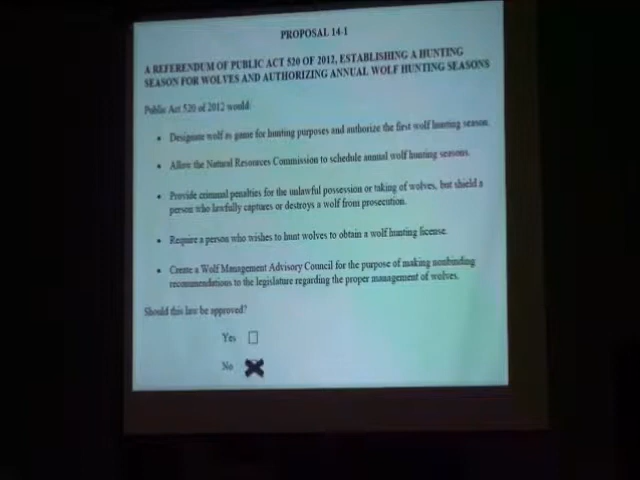 PROPOSAL 14-1
A REFERENDUM OF PUBLIC ACT 520 OF 2012, ESTABLISHING A HUNTING
SEASON FOR WOLVES AND AUTHORIZING ANNUAL WOLF HUNTING SEASONS
Public Act 520 of 2012 would:
• Designate wolf as game for hunting purposes and authorize the first wolf hunting season.
• Allow the Natural Resources Commission to schedule annual wolf hunting seasons.
• Provide criminal penalties for the unlawful possession or taking of wolves, but shield a
person who lawfully captures or destroys a wolf from prosecution.
• Require a person who wishes to hunt wolves to obtain a wolf hunting license.
• Create a Wolf Management Advisory Council for the purpose of making nonbinding
recommendations to the legislature regarding the proper management of wolves.
Should this law be approved?
Yes
No